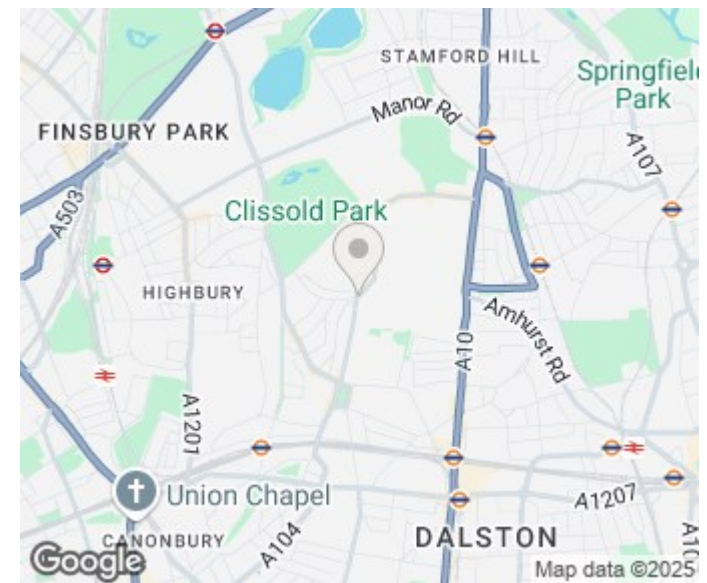 STAMFORD HILL
Springfield
Park
Manor Rd
FINSBURY PARK
A107
Clissold Park
A503
HIGHBURY
Amhurst Rd
A10
A1201
Union Chapel
A1207
CANONBURY
A104
DALSTON
A10
Google
Map data ©2025